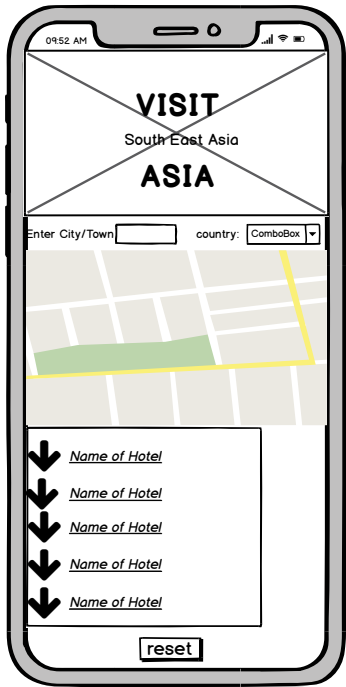 09:52 AM
VISIT
South East Asia
ASIA
Enter City/Town country: ComboBox
Name of Hotel
Name of Hotel
Name of Hotel
Name of Hotel
Name of Hotel
reset